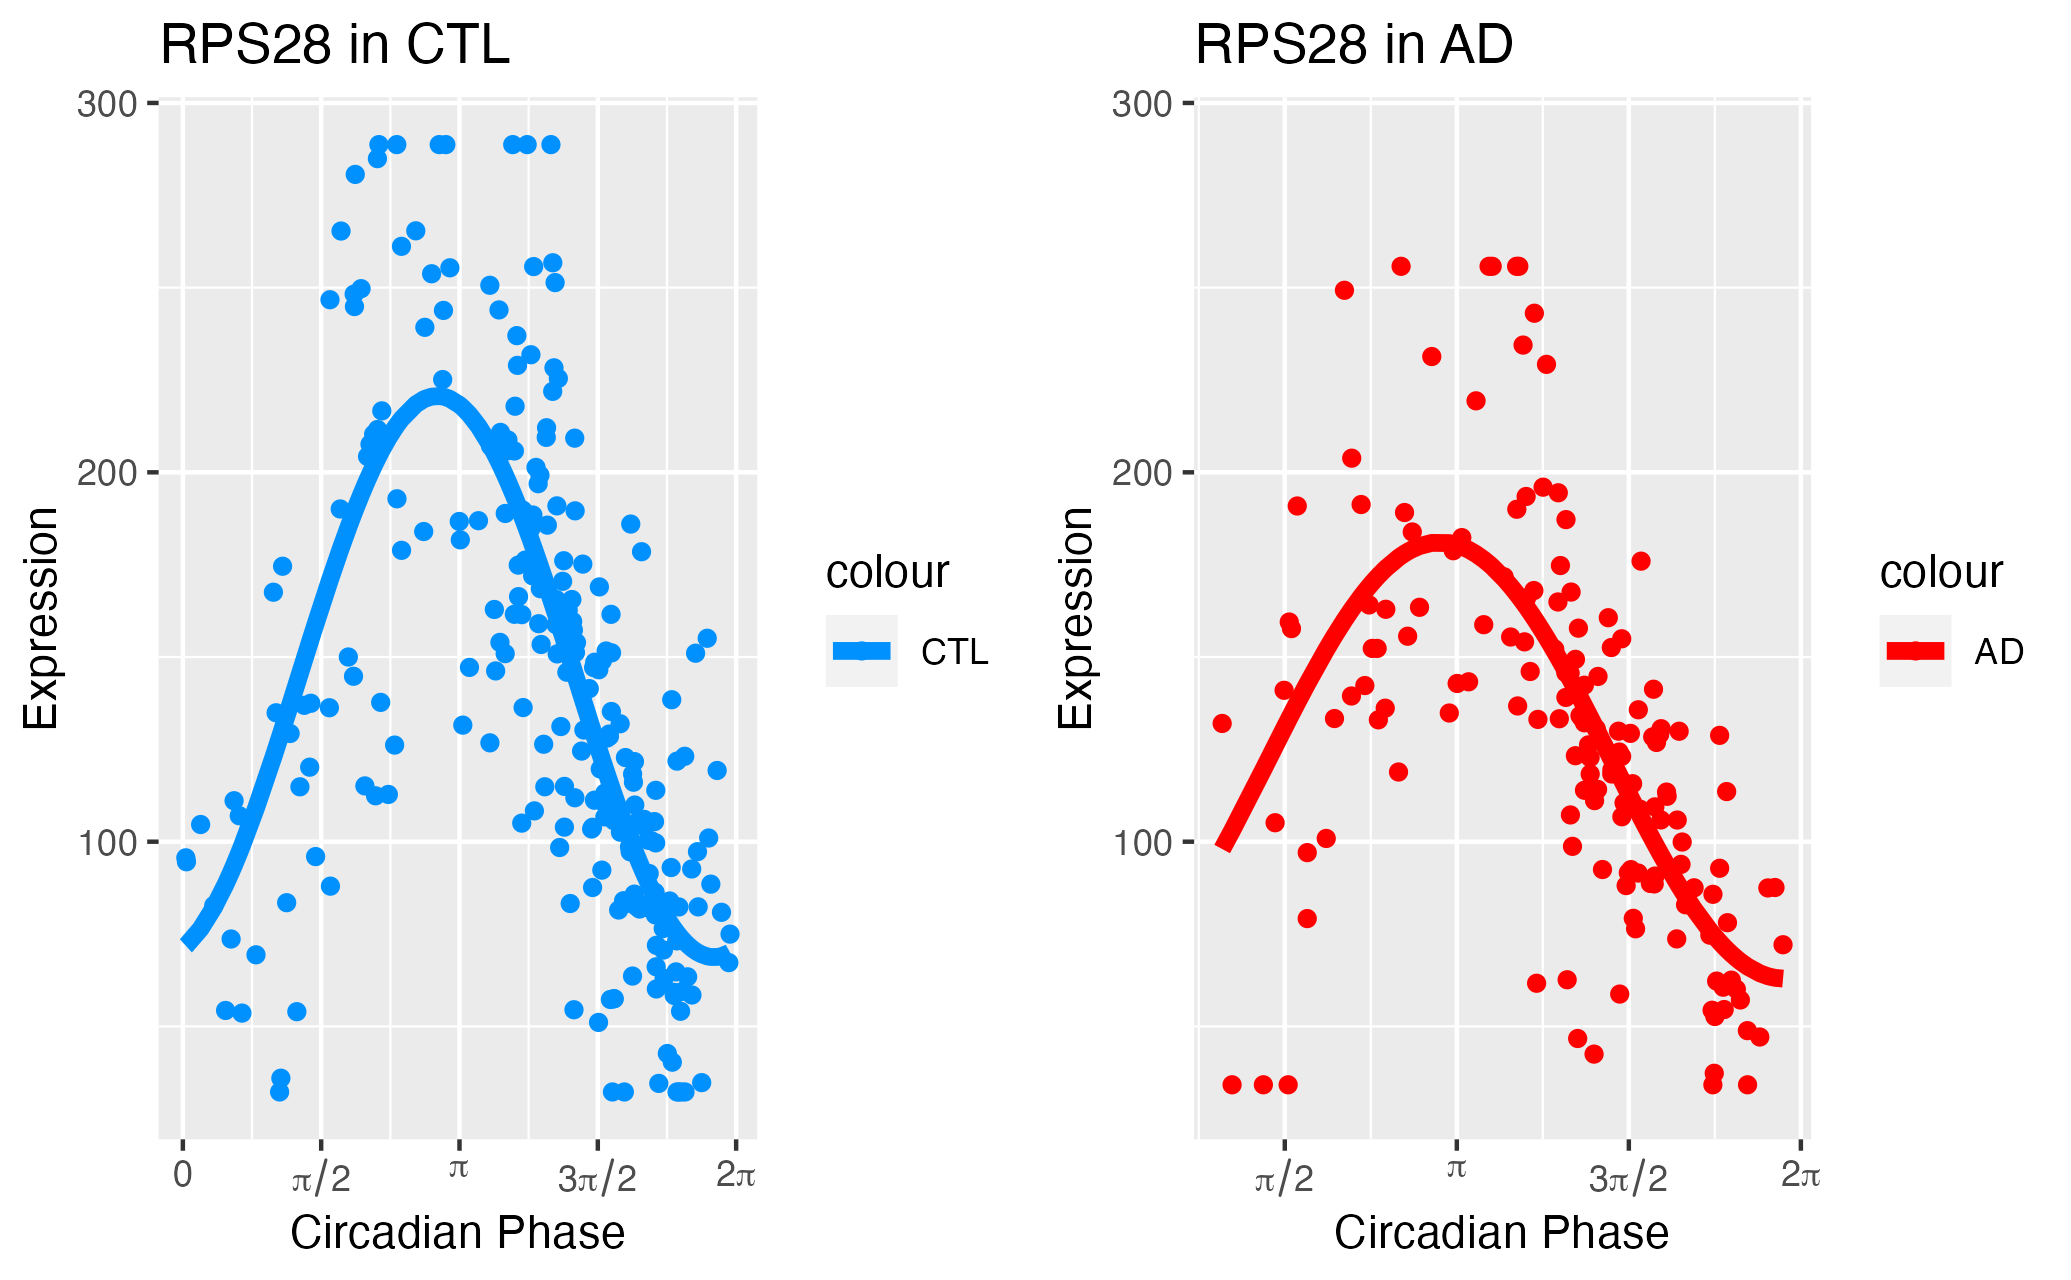 RPS28 in CTL
300
200
100
Expression
0
π/2
π
3π/2
2π
Circadian Phase
colour
CTL
RPS28 in AD
300
200
100
Expression
π/2
π
3π/2
2π
Circadian Phase
colour
AD